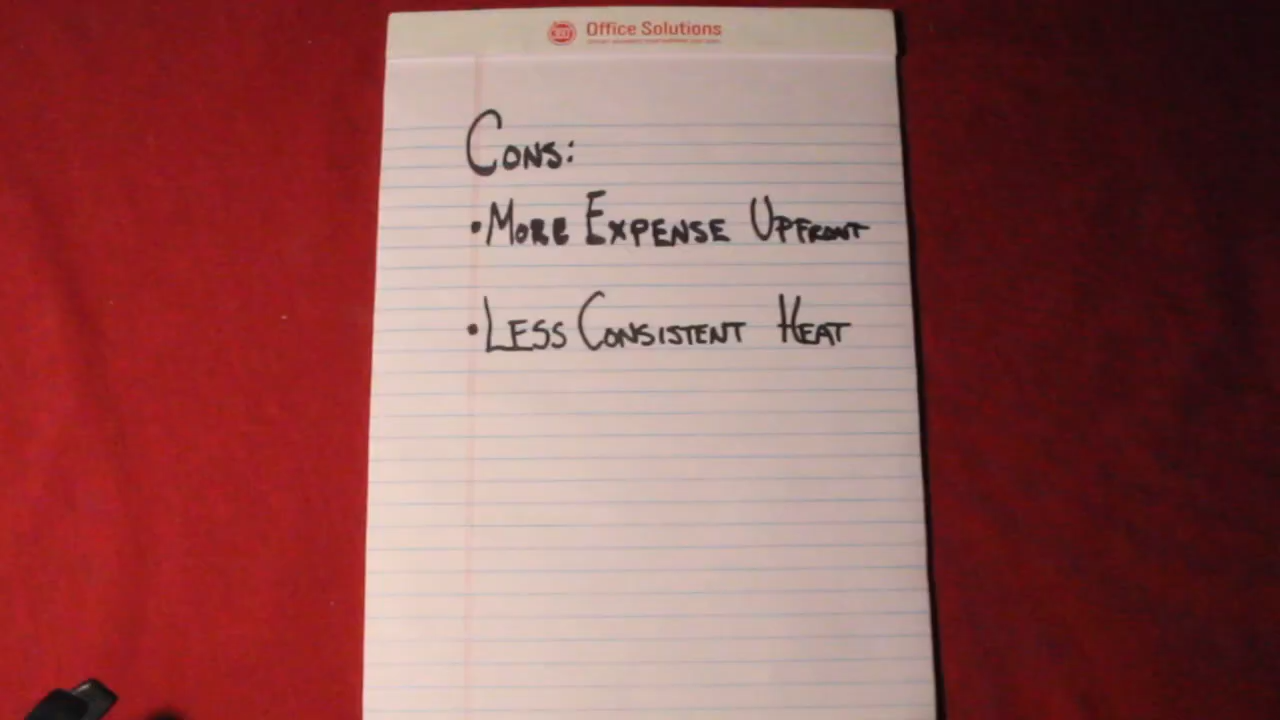 Office Solutions
CONS:
•MORE EXPENSE UPFRONT
•LESS CONSISTENT HEAT